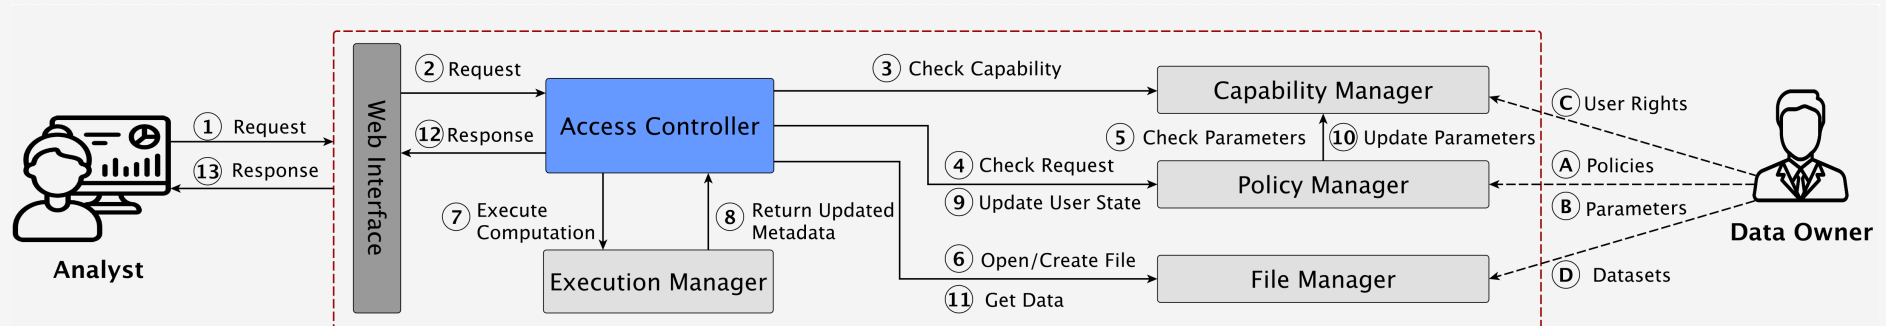 1 Request
13 Response
Analyst
Web Interface
2 Request
12 Response
Access Controller
7 Execute
Computation
8 Return Updated
Metadata
Execution Manager
3 Check Capability
4 Check Request
9 Update User State
6 Open/Create File
11 Get Data
Capability Manager
5 Check Parameters
10 Update Parameters
Policy Manager
File Manager
C User Rights
A Policies
B Parameters
D Datasets
Data Owner